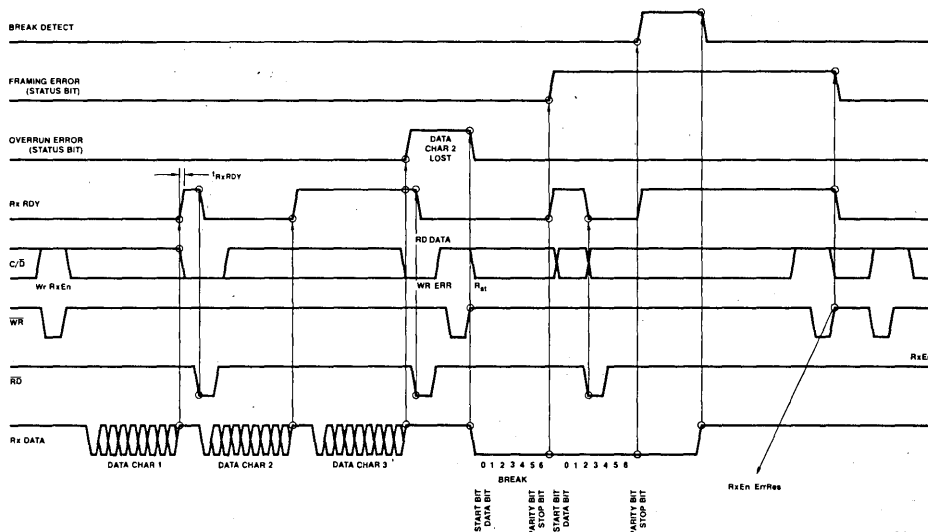 BREAK DETECT
FRAMING ERROR
(STATUS BIT)
OVERRUN ERROR
(STATUS BIT)
DATA
CHAR 2
LOST
tRxRDY
Rx RDY
RD DATA
C/D̅
Wr RxEn
WR ERR
Rst
W̅R̅
R̅D̅
RxEn
Rx DATA
DATA CHAR 1
DATA CHAR 2
DATA CHAR 3
0 1 2 3 4 5 6
0 1 2 3 4 5 6
BREAK
START BIT
DATA BIT
PARITY BIT
STOP BIT
START BIT
DATA BIT
PARITY BIT
STOP BIT
RxEn ErrRes